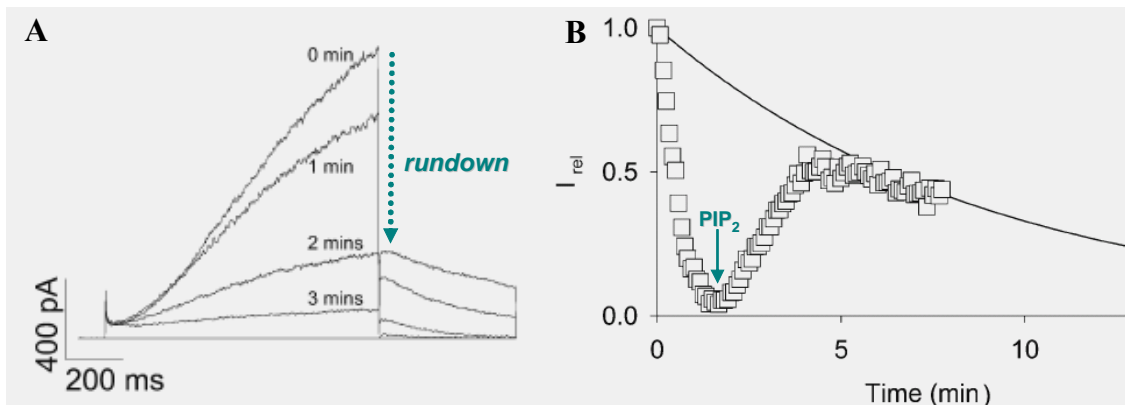 A
0 min
1 min
rundown
2 mins
3 mins
400 pA
200 ms
B
1.0
0.5
0.0
I rel
PIP2
0
5
10
Time (min)